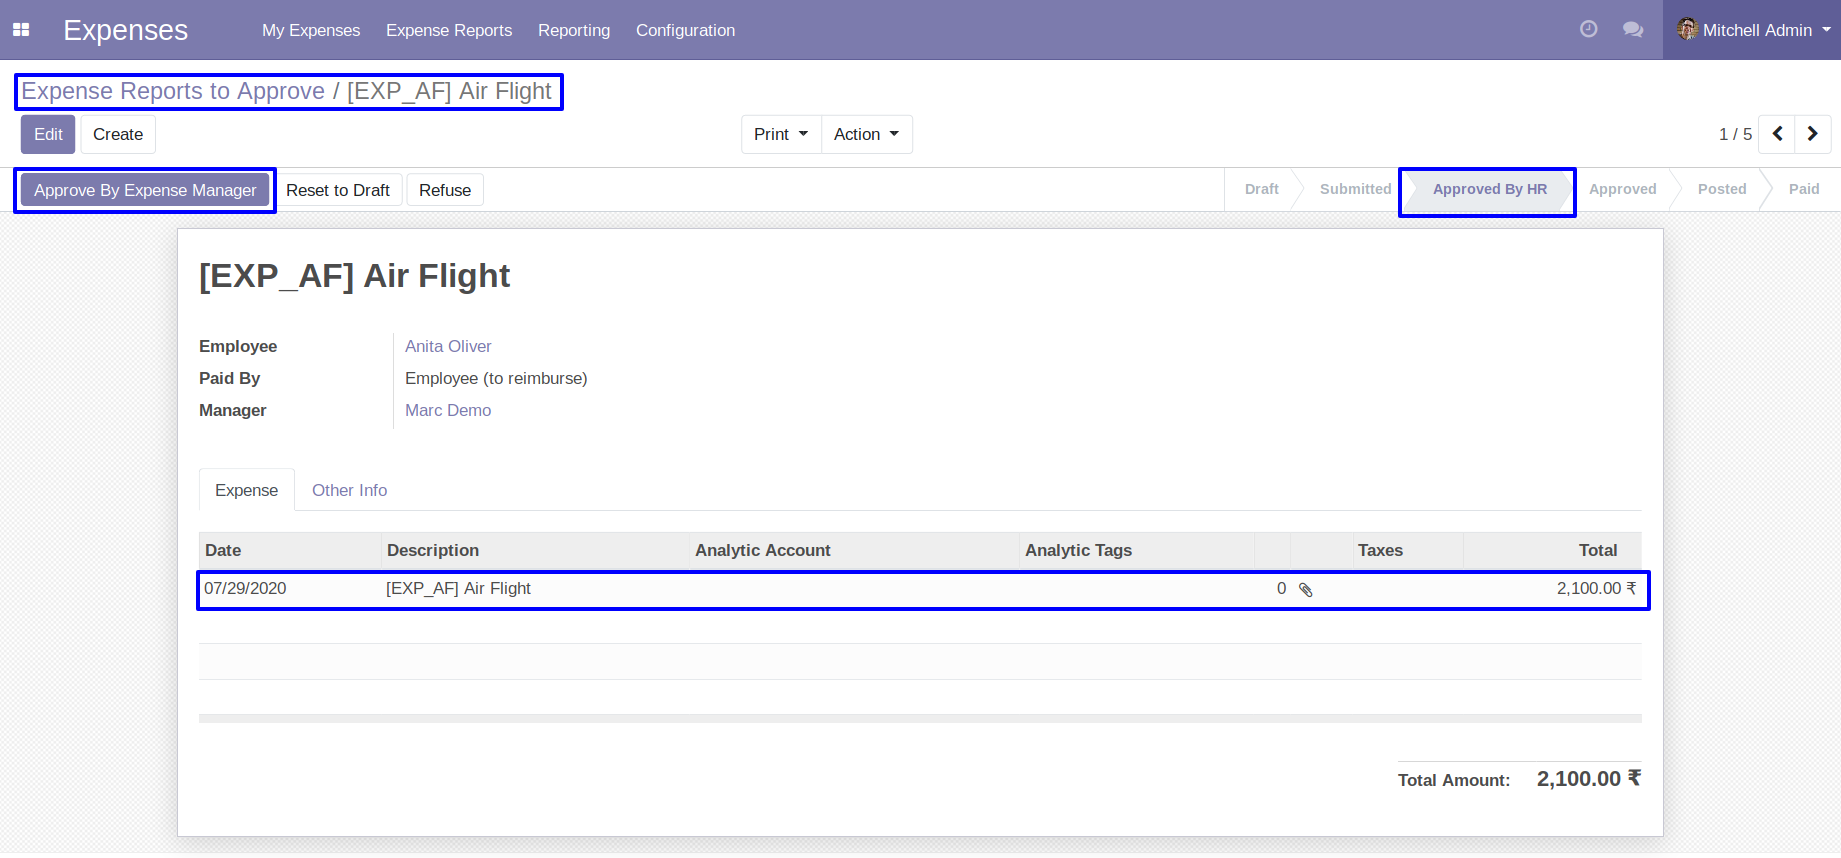 Expenses My Expenses Expense Reports Reporting Configuration Mitchell Admin
Expense Reports to Approve / [EXP_AF] Air Flight
Edit Create Print Action 1 / 5
Approve By Expense Manager Reset to Draft Refuse Draft Submitted Approved By HR Approved Posted Paid
[EXP_AF] Air Flight
Employee Anita Oliver
Paid By Employee (to reimburse)
Manager Marc Demo
Expense Other Info
Date Description Analytic Account Analytic Tags Taxes Total
07/29/2020 [EXP_AF] Air Flight 0 2,100.00 ₹
Total Amount: 2,100.00 ₹